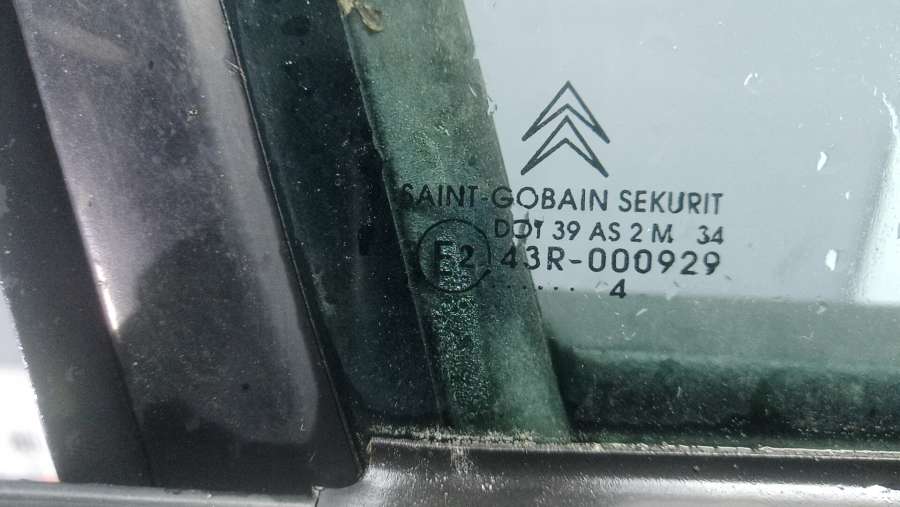 SAINT-GOBAIN SEKURIT
DOT 39 AS 2 M 34
E2 43R-000929
...... 4